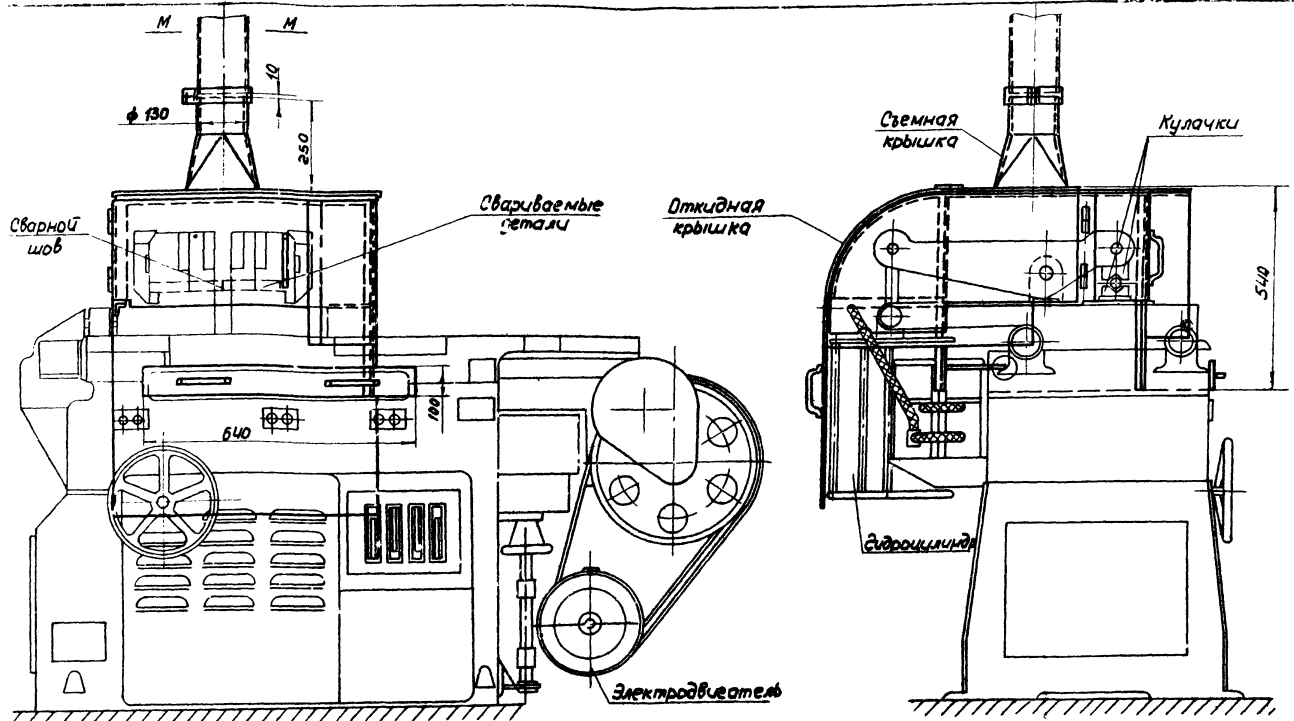 М М
10
ϕ 130
250
Съемная
крышка
Кулачки
Сварной
шов
Свариваемые
детали
Откидная
крышка
540
100
640
Гидроцилиндр
Электродвигатель